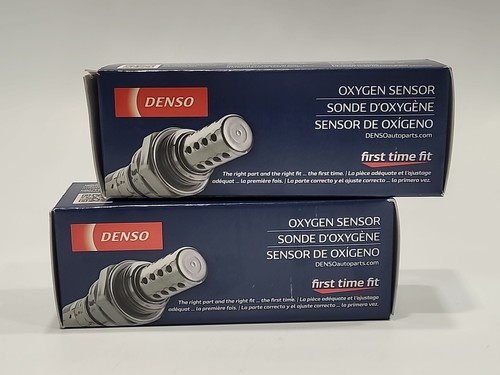 DENSO
OXYGEN SENSOR
SONDE D'OXYGÈNE
SENSOR DE OXÍGENO
DENSOautoparts.com
first time fit
The right part and the right fit ... the first time. | La pièce adéquate et l'ajustage
adéquat ... la première fois. | La parte correcta y el ajuste correcto ... la primera vez.
DENSO
OXYGEN SENSOR
SONDE D'OXYGÈNE
SENSOR DE OXÍGENO
DENSOautoparts.com
first time fit
The right part and the right fit ... the first time. | La pièce adéquate et l'ajustage
adéquat ... la première fois. | La parte correcta y el ajuste correcto ... la primera vez.